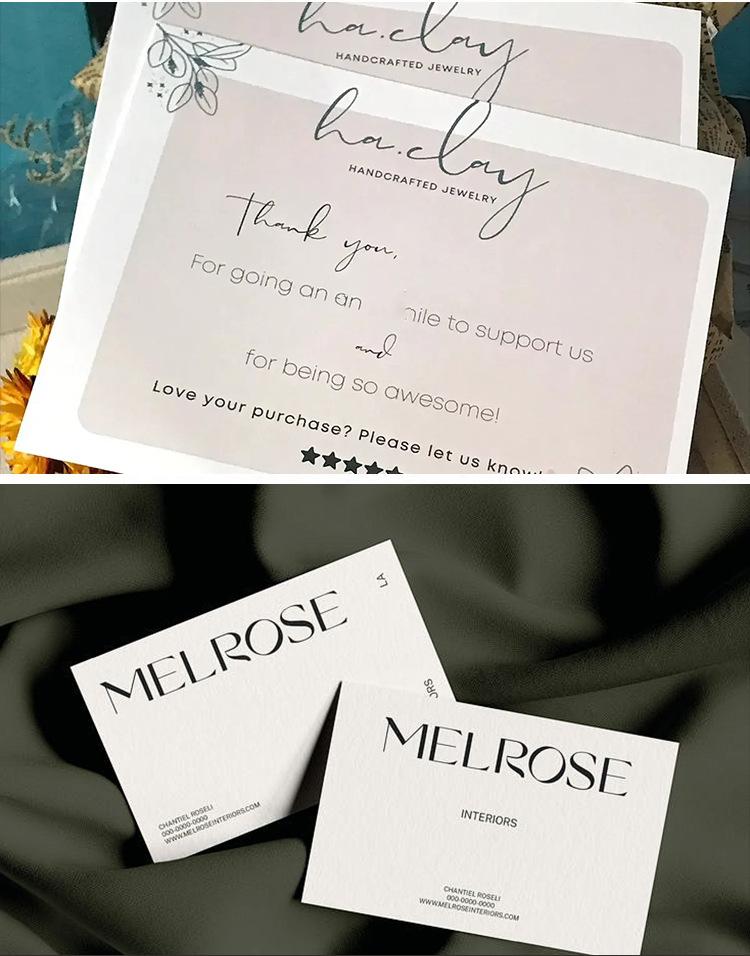 ha.clay
HANDCRAFTED JEWELRY
ha.clay
HANDCRAFTED JEWELRY
Thank you,
For going an an to support us
and
for being so awesome!
Love your purchase? Please let us know!
MELROSE
LA
CHANTIEL ROSELI
000-0000-0000
WWW.MELROSEINTERIORS.COM
MELROSE
INTERIORS
CHANTIEL ROSELI
000-0000-0000
WWW.MELROSEINTERIORS.COM